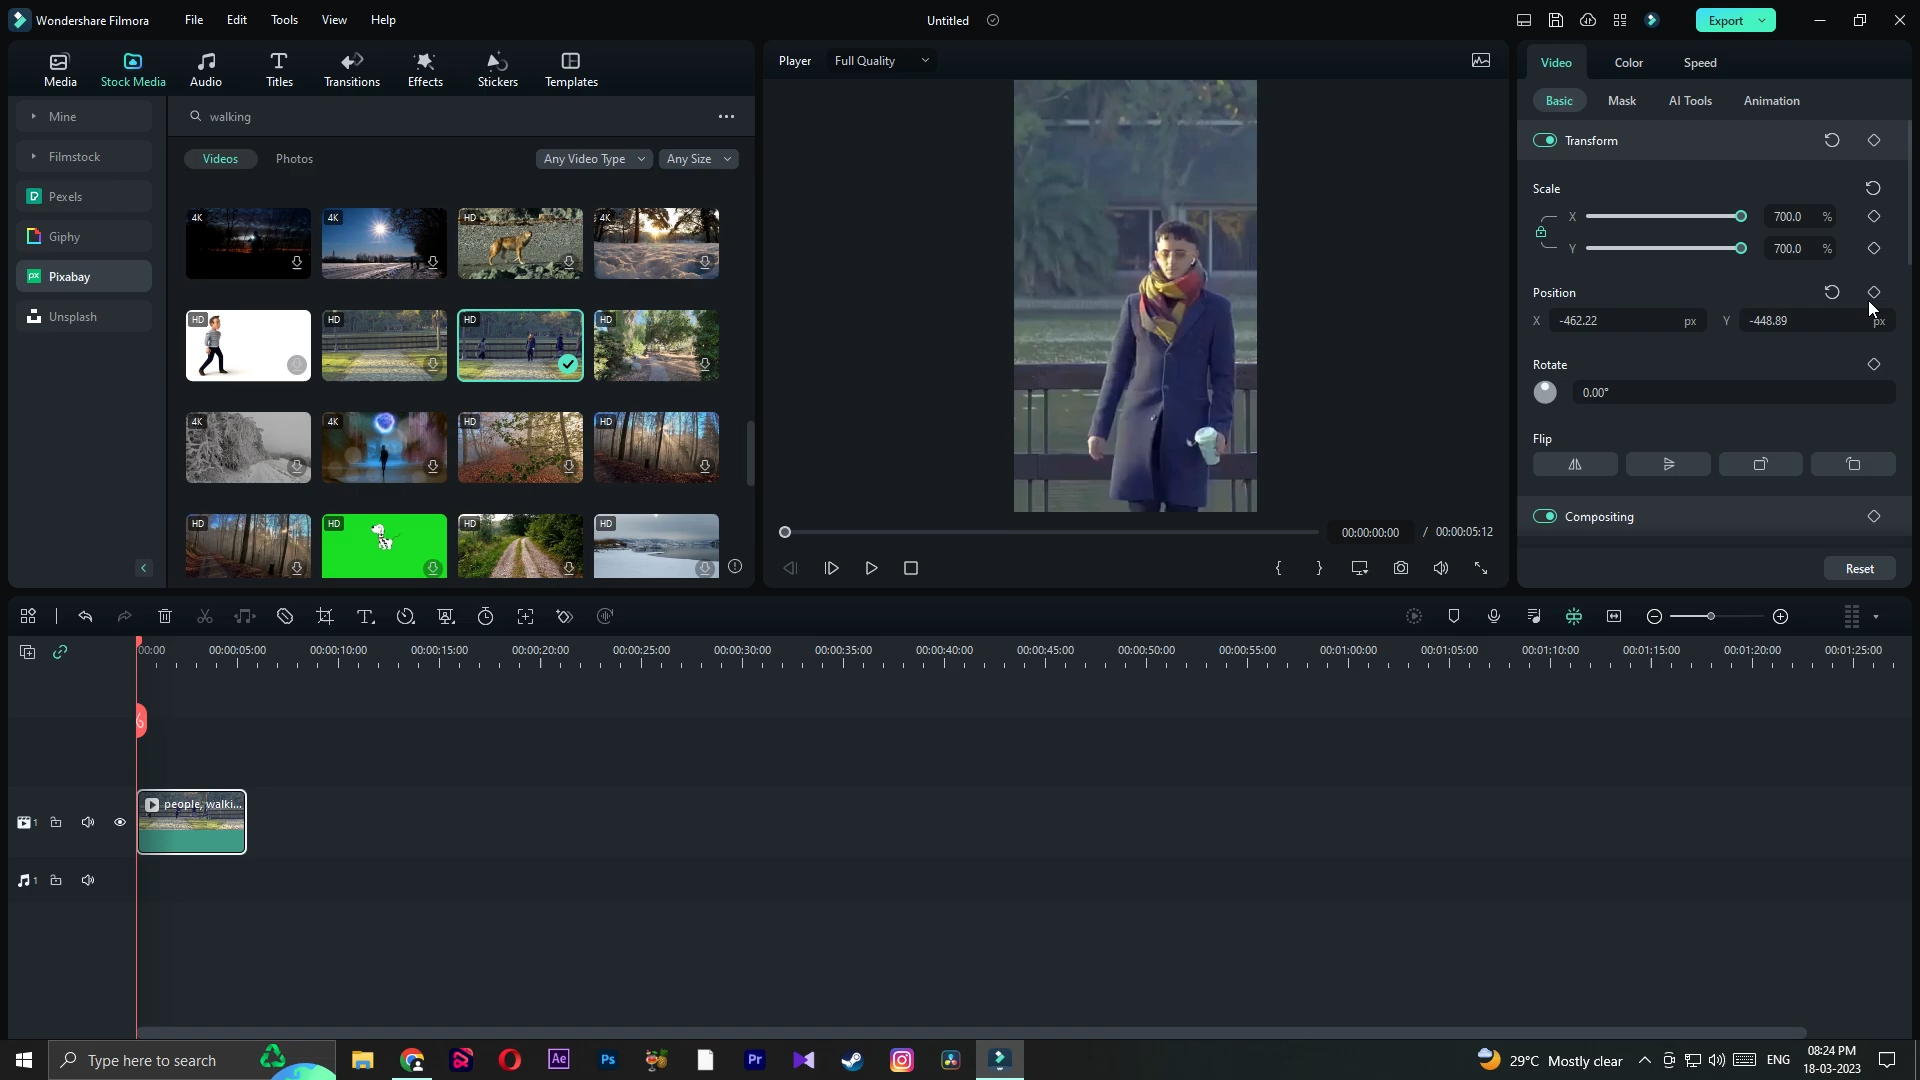 Wondershare Filmora File Edit Tools View Help Untitled Export
Media Stock Media Audio Titles Transitions Effects Stickers Templates
Player Full Quality
Video Color Speed
Basic Mask AI Tools Animation
Mine
Filmstock
Pexels
Giphy
px Pixabay
Unsplash
walking
Videos Photos Any Video Type Any Size
4K 4K HD 4K
HD HD HD HD
4K 4K HD HD
HD HD HD HD
00:00:00:00 / 00:00:05:12
{ }
Transform
Scale
X 700.0 %
Y 700.0 %
Position
X -462.22 px Y -448.89 px
Rotate
0.00°
Flip
Compositing
Reset
00:00 00:00:05:00 00:00:10:00 00:00:15:00 00:00:20:00 00:00:25:00 00:00:30:00 00:00:35:00 00:00:40:00 00:00:45:00 00:00:50:00 00:00:55:00 00:01:00:00 00:01:05:00 00:01:10:00 00:01:15:00 00:01:20:00 00:01:25:00
people, walki...
1
1
Type here to search Ae Ps Pr 29°C Mostly clear ENG
08:24 PM
18-03-2023